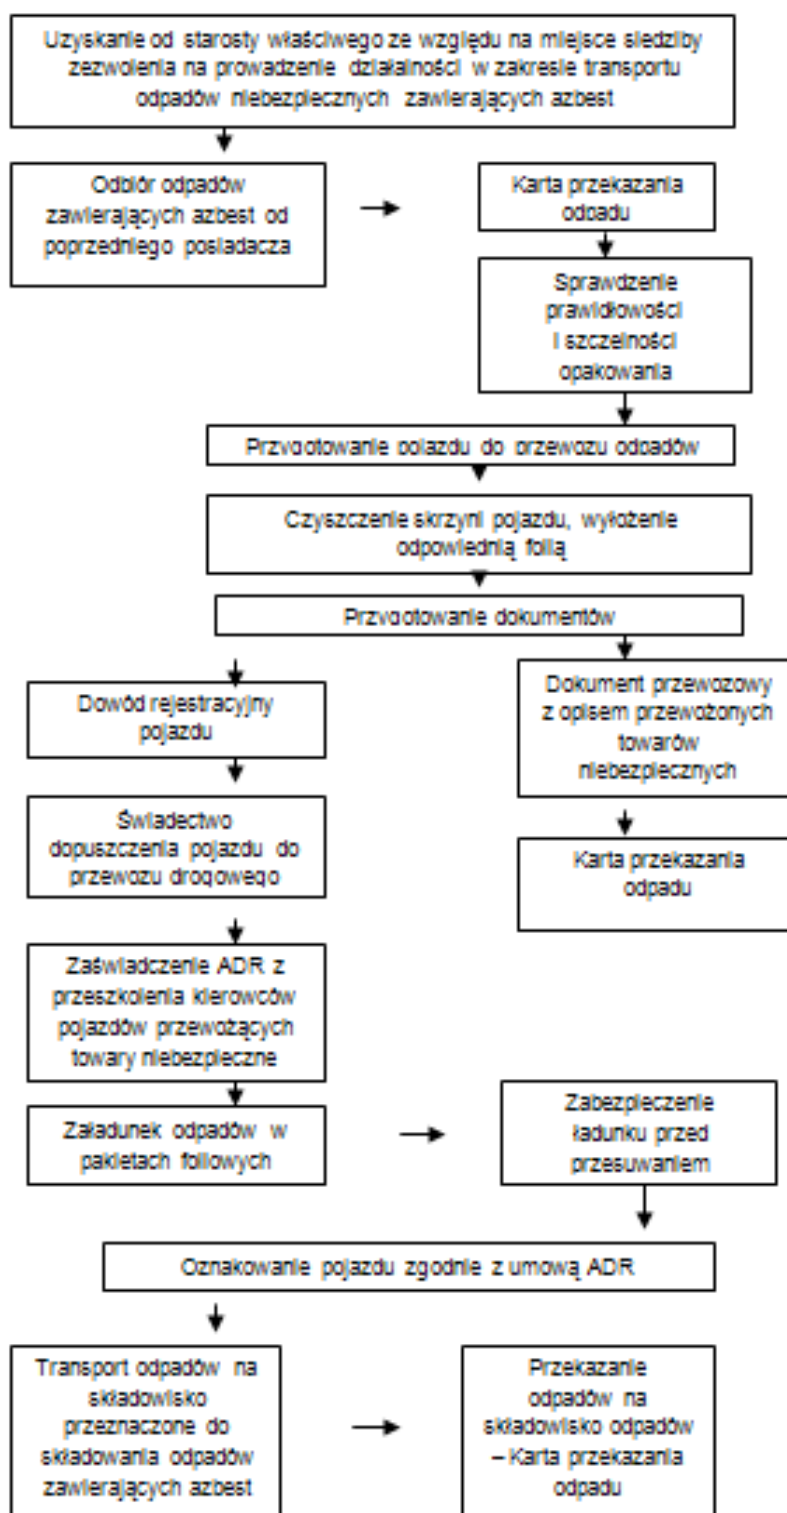 Uzyskanie od starosty właściwego ze względu na miejsce siedziby
zezwolenia na prowadzenie działalności w zakresie transportu
odpadów niebezpiecznych zawierających azbest
Odbiór odpadów
zawierających azbest od
poprzedniego posiadacza
Karta przekazania
odpadu
Sprawdzenie
prawidłowości
i szczelności
opakowania
Przygotowanie pojazdu do przewozu odpadów
Czyszczenie skrzyni pojazdu, wyłożenie
odpowiednią folią
Przygotowanie dokumentów
Dowód rejestracyjny
pojazdu
Dokument przewozowy
z opisem przewożonych
towarów
niebezpiecznych
Świadectwo
dopuszczenia pojazdu do
przewozu drogowego
Karta przekazania
odpadu
Zaświadczenie ADR z
przeszkolenia kierowców
pojazdów przewożących
towary niebezpieczne
Załadunek odpadów w
pakietach foliowych
Zabezpieczenie
ładunku przed
przesuwaniem
Oznakowanie pojazdu zgodnie z umową ADR
Transport odpadów na
składowisko
przeznaczone do
składowania odpadów
zawierających azbest
Przekazanie
odpadów na
składowisko odpadów
– Karta przekazania
odpadu